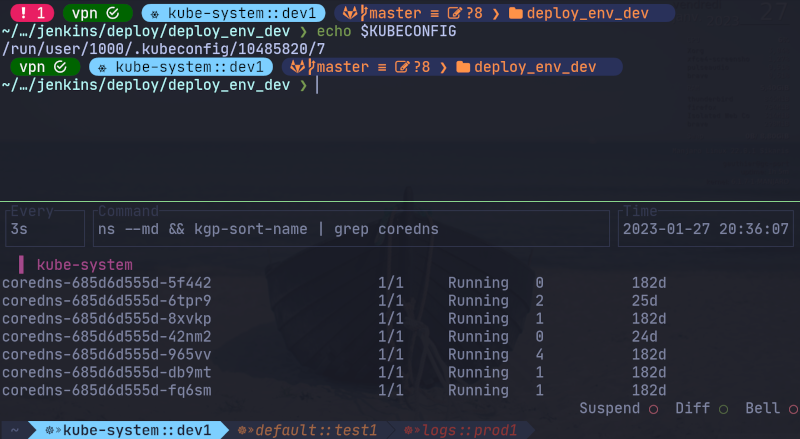 ! 1 vpn kube-system::dev1 master ≡ ?8 ❯ deploy_env_dev
~/…/jenkins/deploy/deploy_env_dev ❯ echo $KUBECONFIG
/run/user/1000/.kubeconfig/10485820/7
vpn kube-system::dev1 master ≡ ?8 ❯ deploy_env_dev
~/…/jenkins/deploy/deploy_env_dev ❯
Every Command Time
3s ns --md && kgp-sort-name | grep coredns 2023-01-27 20:36:07
kube-system
coredns-685d6d555d-5f442 1/1 Running 0 182d
coredns-685d6d555d-6tpr9 1/1 Running 2 25d
coredns-685d6d555d-8xvkp 1/1 Running 1 182d
coredns-685d6d555d-42nm2 1/1 Running 0 24d
coredns-685d6d555d-965vv 1/1 Running 4 182d
coredns-685d6d555d-db9mt 1/1 Running 1 182d
coredns-685d6d555d-fq6sm 1/1 Running 1 182d
Suspend ○ Diff ○ Bell ○
~ kube-system::dev1 default::test1 logs::prod1